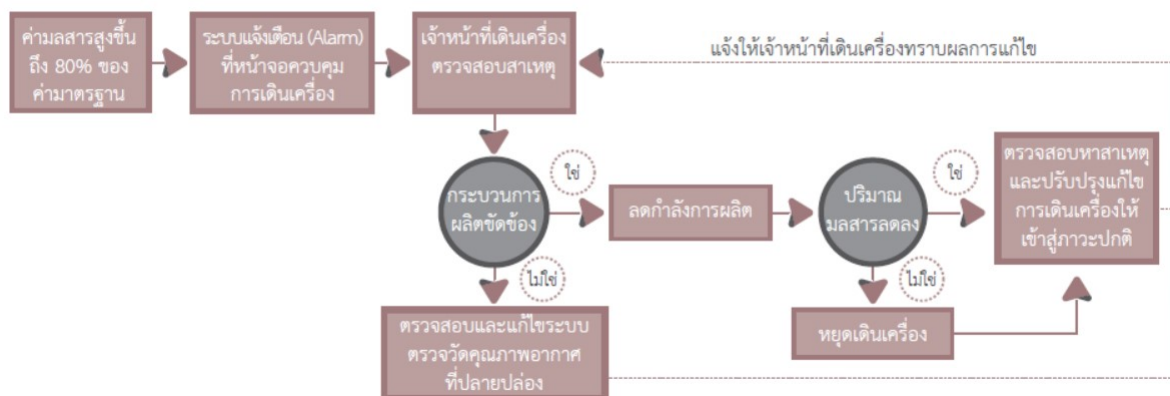 ค่ามลสารสูงขึ้น
ถึง 80% ของ
ค่ามาตรฐาน
ระบบแจ้งเตือน (Alarm)
ที่หน้าจอควบคุม
การเดินเครื่อง
เจ้าหน้าที่เดินเครื่อง
ตรวจสอบสาเหตุ
แจ้งให้เจ้าหน้าที่เดินเครื่องทราบผลการแก้ไข
กระบวนการ
ผลิตขัดข้อง
ใช่
ลดกำลังการผลิต
ปริมาณ
มลสารลดลง
ใช่
ตรวจสอบหาสาเหตุ
และปรับปรุงแก้ไข
การเดินเครื่องให้
เข้าสู่ภาวะปกติ
ไม่ใช่
ไม่ใช่
ตรวจสอบและแก้ไขระบบ
ตรวจวัดคุณภาพอากาศ
ที่ปลายปล่อง
หยุดเดินเครื่อง